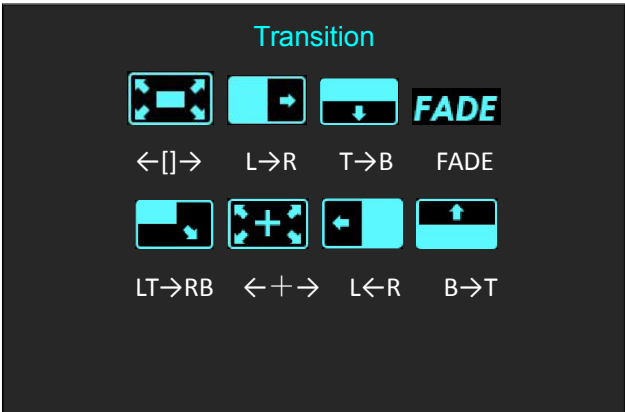 Transition
FADE
←[]→ L→R T→B FADE
LT→RB ←+→ L←R B→T